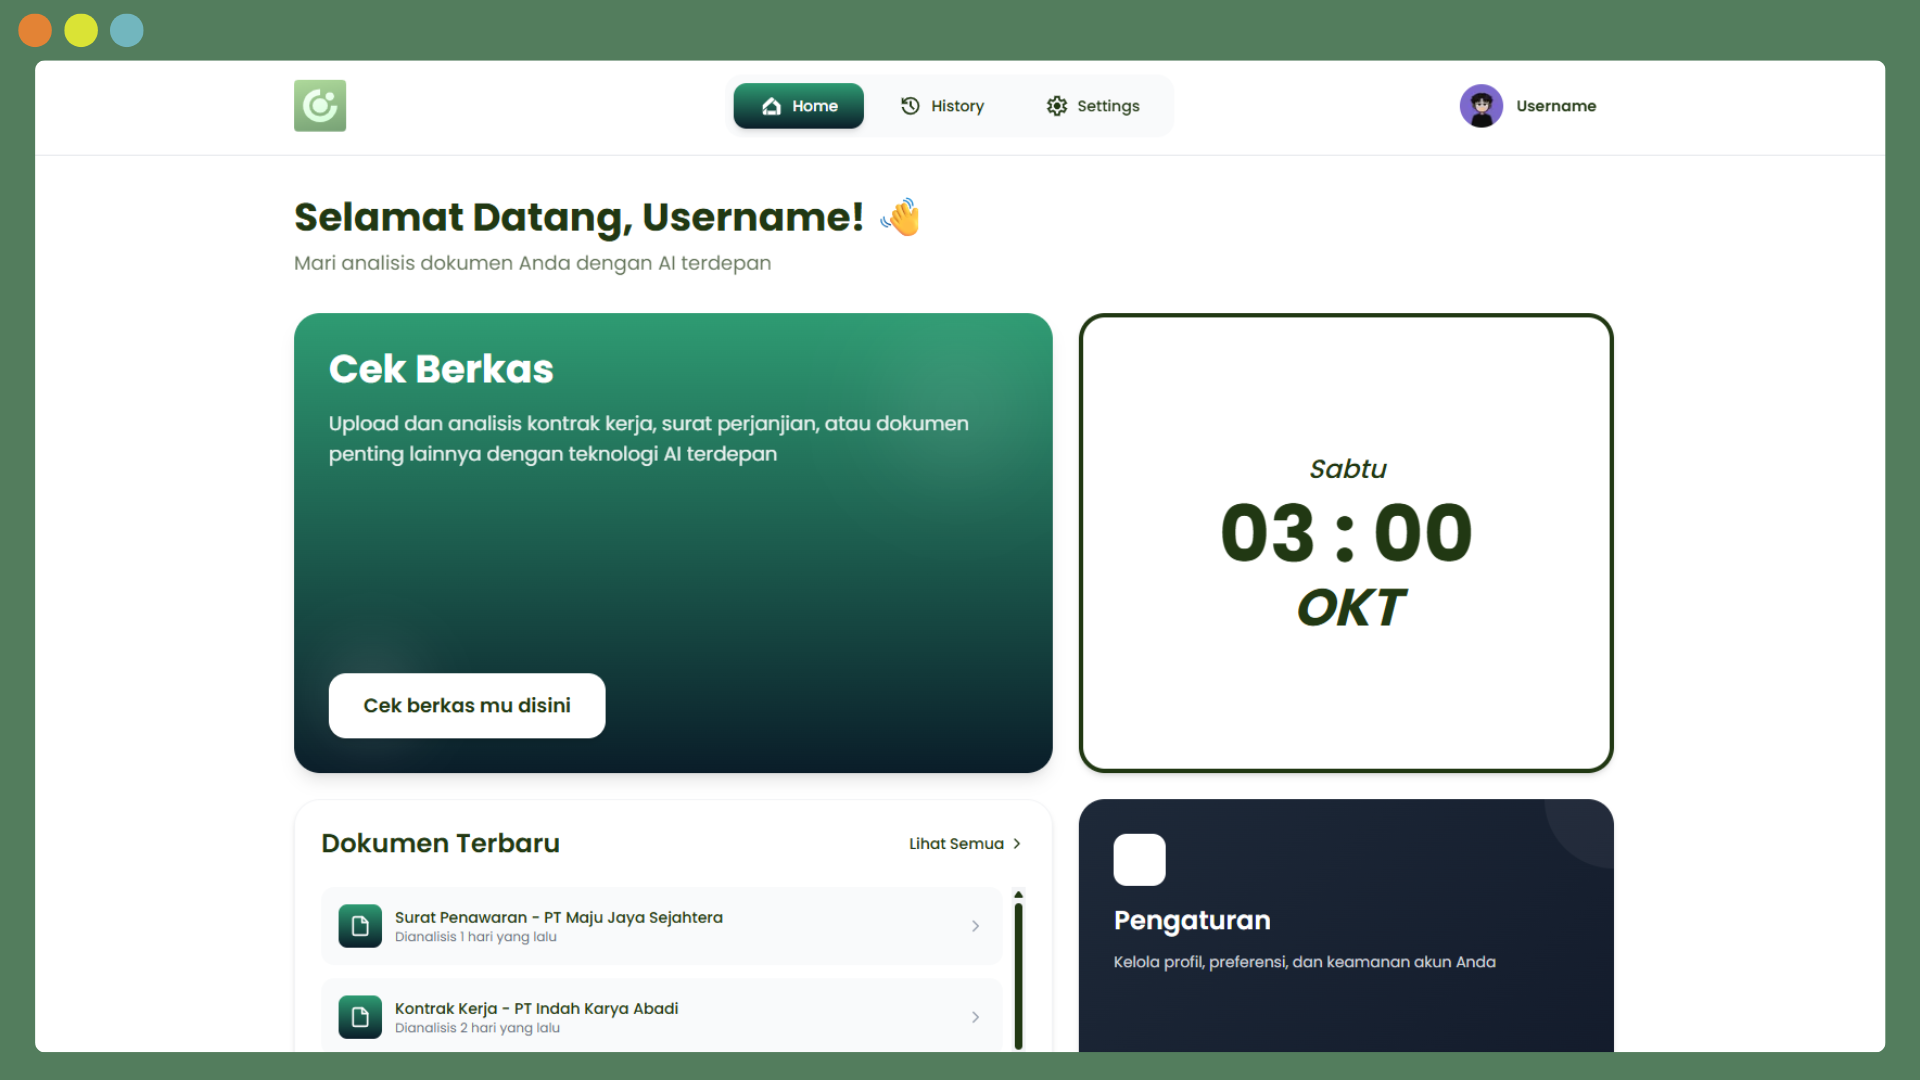 Home
History
Settings
Username
Selamat Datang, Username! 👋
Mari analisis dokumen Anda dengan AI terdepan
Cek Berkas
Upload dan analisis kontrak kerja, surat perjanjian, atau dokumen
penting lainnya dengan teknologi AI terdepan
Cek berkas mu disini
Sabtu
03 : 00
OKT
Dokumen Terbaru
Lihat Semua
Surat Penawaran - PT Maju Jaya Sejahtera
Dianalisis 1 hari yang lalu
Kontrak Kerja - PT Indah Karya Abadi
Dianalisis 2 hari yang lalu
Pengaturan
Kelola profil, preferensi, dan keamanan akun Anda